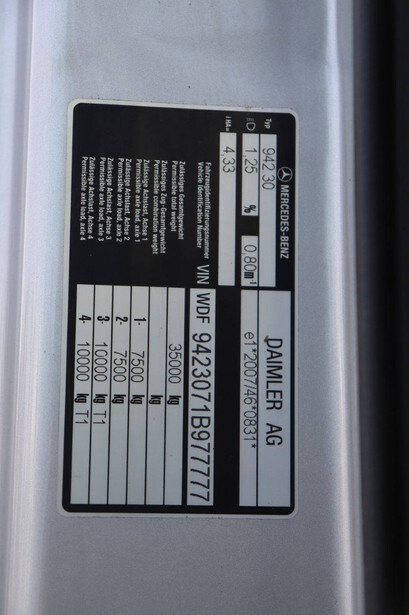 MERCEDES-BENZ
Typ 942.30
1,25 % 0,80m
i HA= 4,33
DAIMLER AG
e1*2007/46*0831*
Fahrzeugidentifizierungsnummer
Vehicle Identification Number
VIN WDF 9423071B977777
Zulässiges Gesamtgewicht
Permissible total weight
35000 kg
Zulässiges Zug-Gesamtgewicht
Permissible combination weight
kg
Zulässige Achslast, Achse 1
Permissible axle load, axle 1
1- 7500 kg
Zulässige Achslast, Achse 2
Permissible axle load, axle 2
2- 7500 kg
Zulässige Achslast, Achse 3
Permissible axle load, axle 3
3- 10000 kg T1
Zulässige Achslast, Achse 4
Permissible axle load, axle 4
4- 10000 kg T1